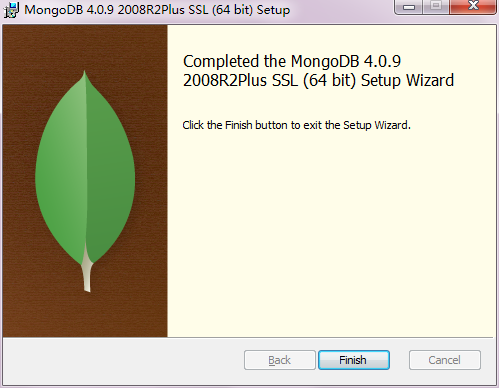 MongoDB 4.0.9 2008R2Plus SSL (64 bit) Setup
Completed the MongoDB 4.0.9
2008R2Plus SSL (64 bit) Setup Wizard
Click the Finish button to exit the Setup Wizard.
Back Finish Cancel